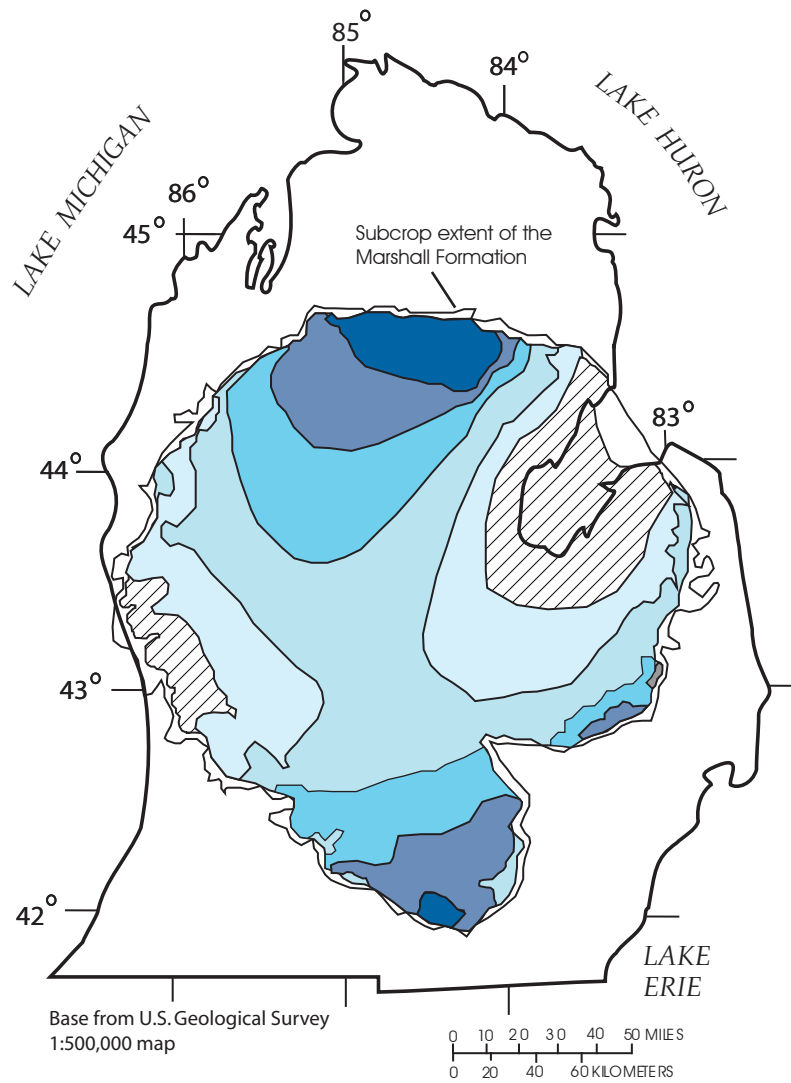 85°
84°
LAKE MICHIGAN
LAKE HURON
86°
45°
Subcrop extent of the
Marshall Formation
83°
44°
43°
42°
LAKE
ERIE
Base from U.S. Geological Survey
1:500,000 map
0 10 20 30 40 50 MILES
0 20 40 60 KILOMETERS